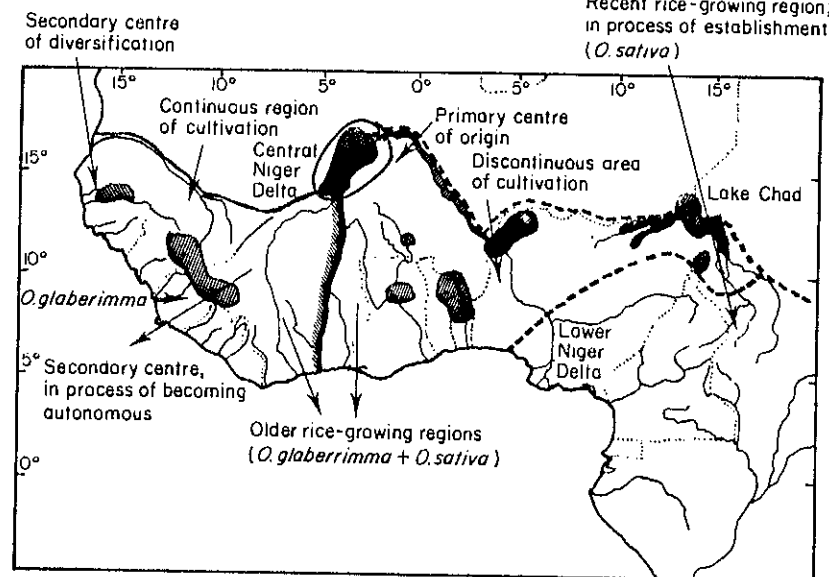 Recent rice-growing region,
in process of establishment
(O. sativa)
Secondary centre
of diversification
15° 10° 5° 0° 5° 10° 15°
Continuous region
of cultivation
Primary centre
of origin
Central
Niger
Delta
Discontinuous area
of cultivation
Lake Chad
15°
10°
O. glaberimma
Lower
Niger
Delta
5°
Secondary centre,
in process of becoming
autonomous
Older rice-growing regions
(O. glaberrimma + O. sativa)
0°